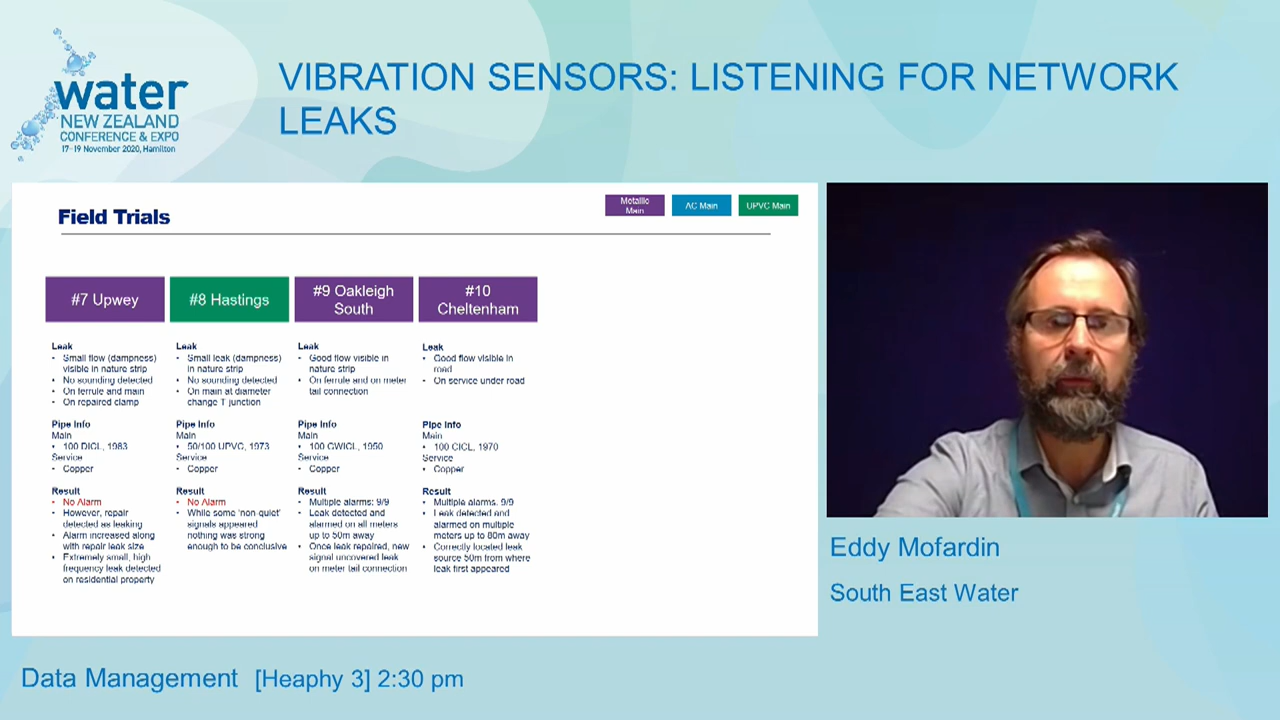 water
NEW ZEALAND
CONFERENCE & EXPO
17-19 November 2020, Hamilton
VIBRATION SENSORS: LISTENING FOR NETWORK
LEAKS
Field Trials
Metallic
Main
AC Main
UPVC Main
#7 Upwey
Leak
• Small flow (dampness)
visible in nature strip
• No sounding detected
• On ferrule and main
• On repaired clamp
Pipe Info
Main
• 100 DICL, 1983
Service
• Copper
Result
• No Alarm
• However, repair
detected as leaking
• Alarm increased along
with repair leak size
• Extremely small, high
frequency leak detected
on residential property
#8 Hastings
Leak
• Small leak (dampness)
in nature strip
• No sounding detected
• On main at diameter
change T junction
Pipe Info
Main
• 50/100 UPVC, 1973
Service
• Copper
Result
• No Alarm
• While some 'non quiet'
signals appeared
nothing was strong
enough to be conclusive
#9 Oakleigh
South
Leak
• Good flow visible in
nature strip
• On ferrule and on meter
tail connection
Pipe Info
Main
• 100 CWICL, 1950
Service
• Copper
Result
• Multiple alarms: 9/9
• Leak detected and
alarmed on all meters
up to 50m away
• Once leak repaired, new
signal uncovered leak
on meter tail connection
#10
Cheltenham
Leak
• Good flow visible in
road
• On service under road
Pipe Info
Main
• 100 CICL, 1970
Service
• Copper
Result
• Multiple alarms. 9/9
• Leak detected and
alarmed on multiple
meters up to 80m away
• Correctly located leak
source 50m from where
leak first appeared
Eddy Mofardin
South East Water
Data Management [Heaphy 3] 2:30 pm